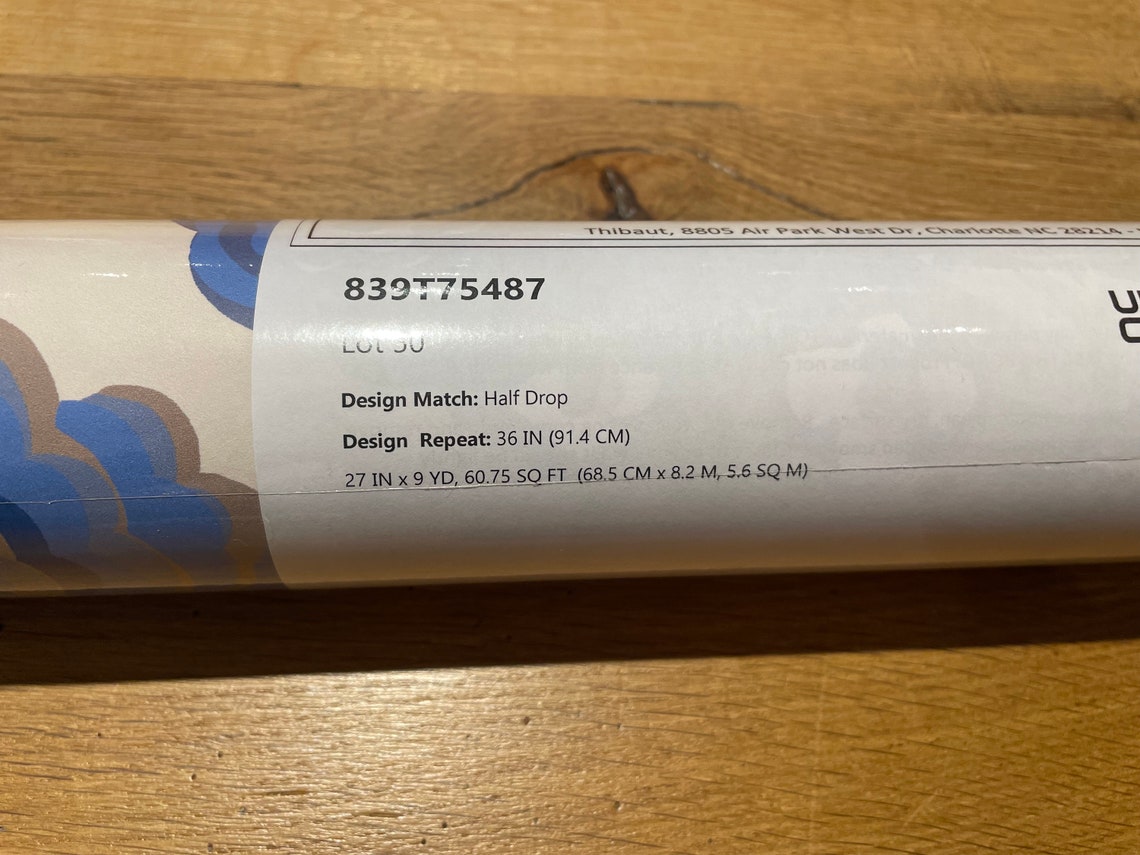 Thibaut, 8805 Air Park West Dr, Charlotte NC 28214 -
839T75487
Lot 30
Design Match: Half Drop
Design Repeat: 36 IN (91.4 CM)
27 IN x 9 YD, 60.75 SQ FT (68.5 CM x 8.2 M, 5.6 SQ M)